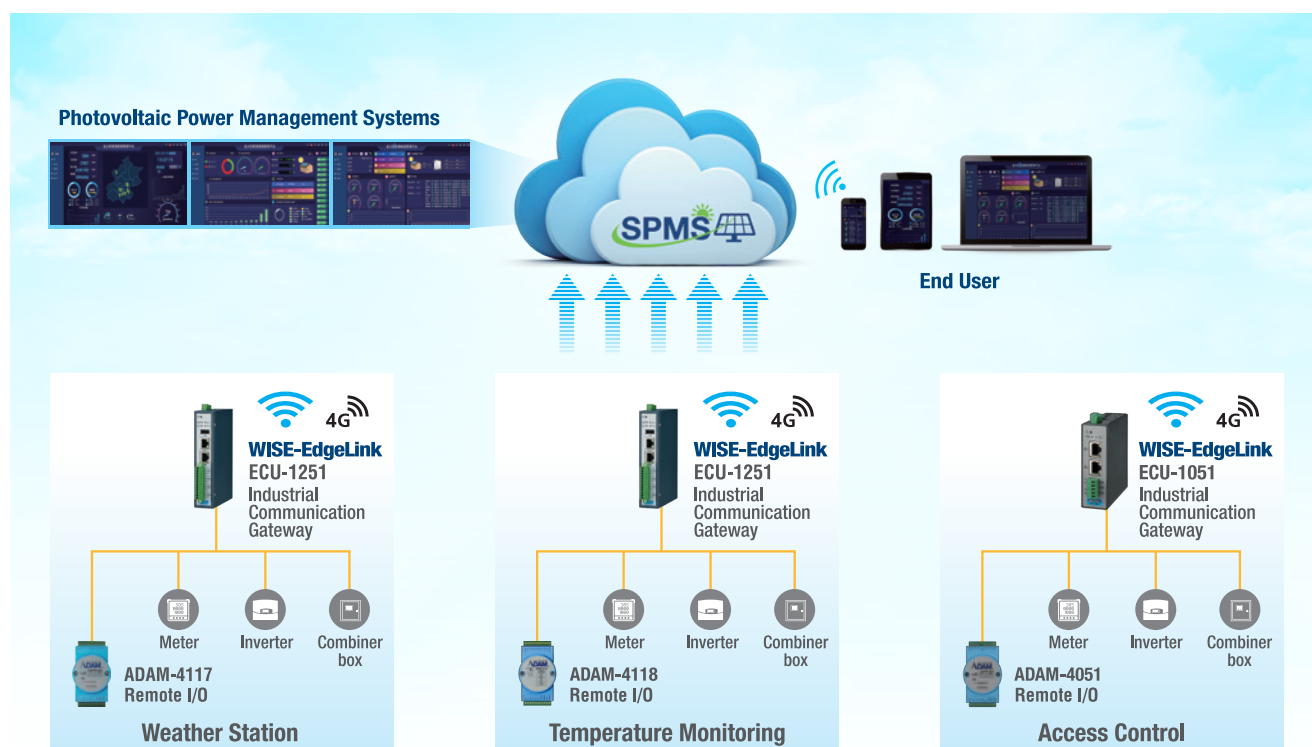 Photovoltaic Power Management Systems
SPMS
End User
4G
WISE-EdgeLink
ECU-1251
Industrial
Communication
Gateway
Meter
Inverter
Combiner
box
ADAM
ADAM-4117
Remote I/O
Weather Station
4G
WISE-EdgeLink
ECU-1251
Industrial
Communication
Gateway
Meter
Inverter
Combiner
box
ADAM
ADAM-4118
Remote I/O
Temperature Monitoring
4G
WISE-EdgeLink
ECU-1051
Industrial
Communication
Gateway
Meter
Inverter
Combiner
box
ADAM
ADAM-4051
Remote I/O
Access Control